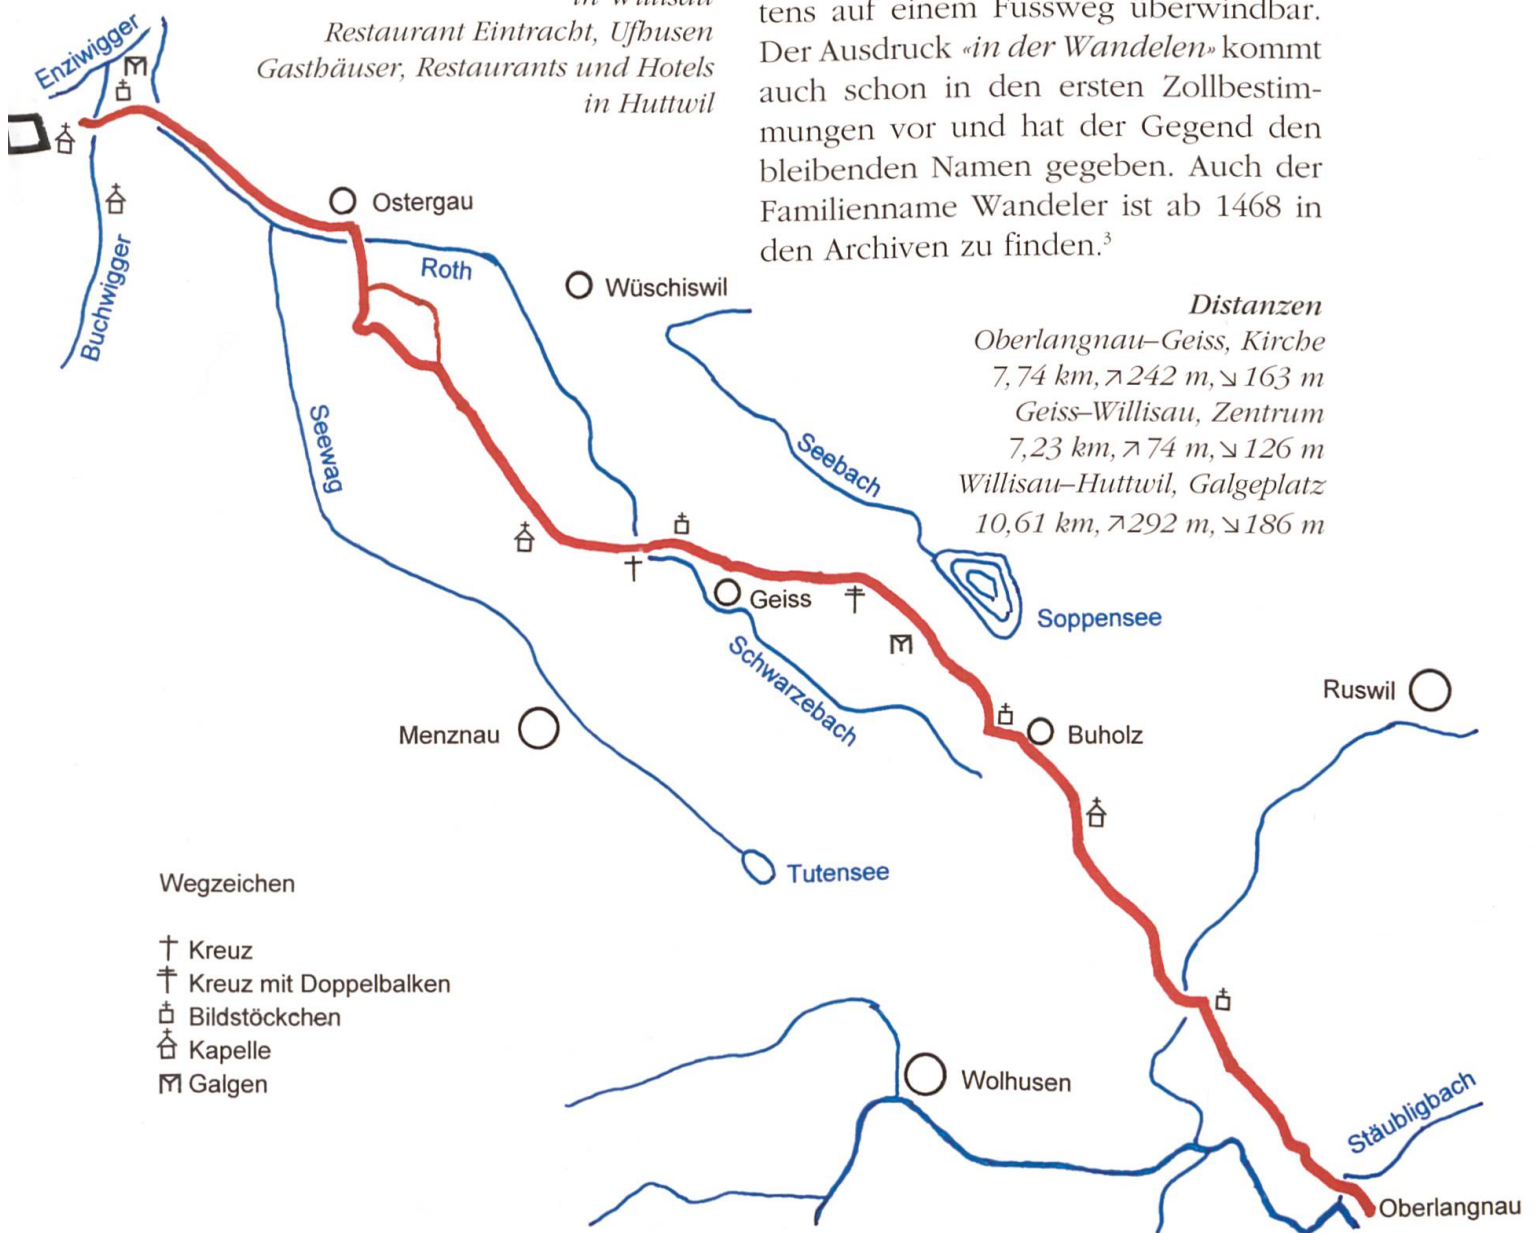 in Willisau
Restaurant Eintracht, Ufhusen
Gasthäuser, Restaurants und Hotels
in Huttwil
tens auf einem Fussweg überwindbar.
Der Ausdruck «in der Wandelen» kommt
auch schon in den ersten Zollbestim-
mungen vor und hat der Gegend den
bleibenden Namen gegeben. Auch der
Familienname Wandeler ist ab 1468 in
den Archiven zu finden.³
Distanzen
Oberlangnau–Geiss, Kirche
7,74 km, ↗242 m, ↘163 m
Geiss–Willisau, Zentrum
7,23 km, ↗74 m, ↘126 m
Willisau–Huttwil, Galgeplatz
10,61 km, ↗292 m, ↘186 m
Enziwigger
Buchwigger
Ostergau
Roth
Wüschiswil
Seewag
Seebach
Soppensee
Geiss
Schwarzebach
Ruswil
Menznau
Buholz
Tutensee
Wegzeichen
Kreuz
Kreuz mit Doppelbalken
Bildstöckchen
Kapelle
Galgen
Wolhusen
Stäubligbach
Oberlangnau